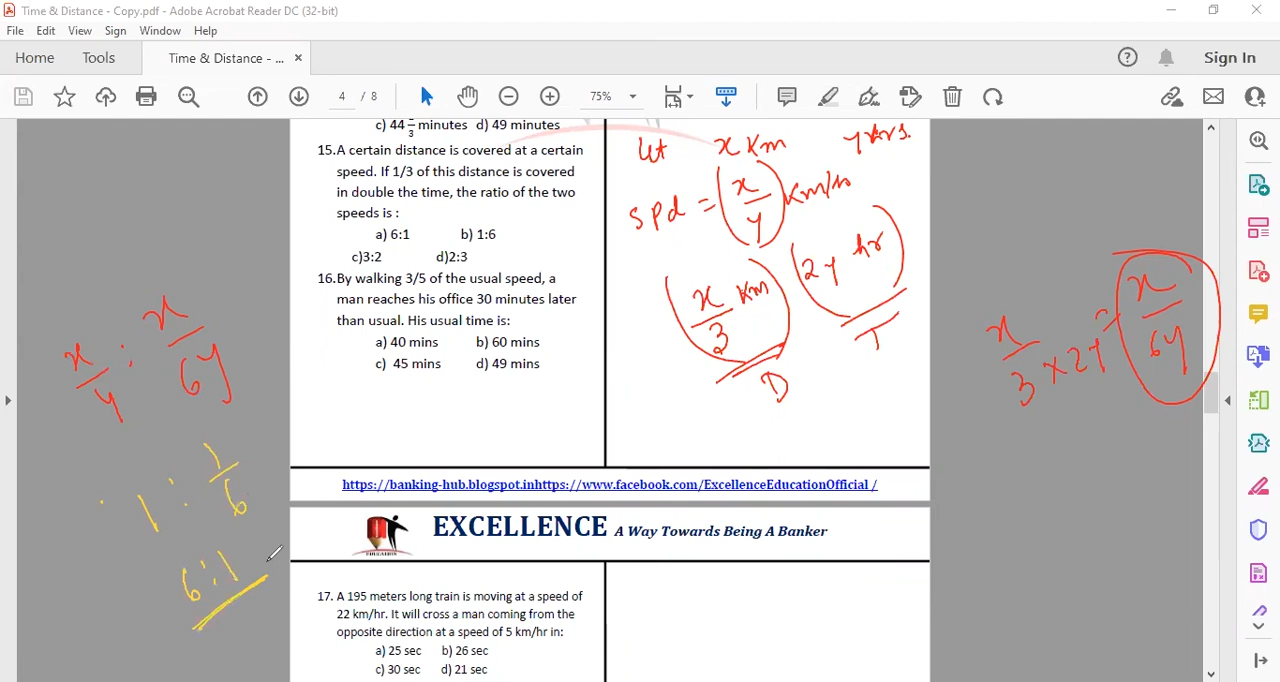 Time & Distance - Copy.pdf - Adobe Acrobat Reader DC (32-bit)
File Edit View Sign Window Help
Home Tools Time & Distance - ... × Sign In
4 / 8 75%
c) 44 3 minutes d) 49 minutes
15.A certain distance is covered at a certain
speed. If 1/3 of this distance is covered
in double the time, the ratio of the two
speeds is :
a) 6:1 b) 1:6
c)3:2 d)2:3
16.By walking 3/5 of the usual speed, a
man reaches his office 30 minutes later
than usual. His usual time is:
a) 40 mins b) 60 mins
c) 45 mins d) 49 mins
let x Km y hrs.
spd = x/y Km/hr
x/3 Km 2y hr
D T
x/3 × 2y = x/6y
x/y : x/6y
1 : 1/6
6:1
https://banking-hub.blogspot.inhttps://www.facebook.com/ExcellenceEducationOfficial /
EDUCATION
EXCELLENCE A Way Towards Being A Banker
17. A 195 meters long train is moving at a speed of
22 km/hr. It will cross a man coming from the
opposite direction at a speed of 5 km/hr in:
a) 25 sec b) 26 sec
c) 30 sec d) 21 sec